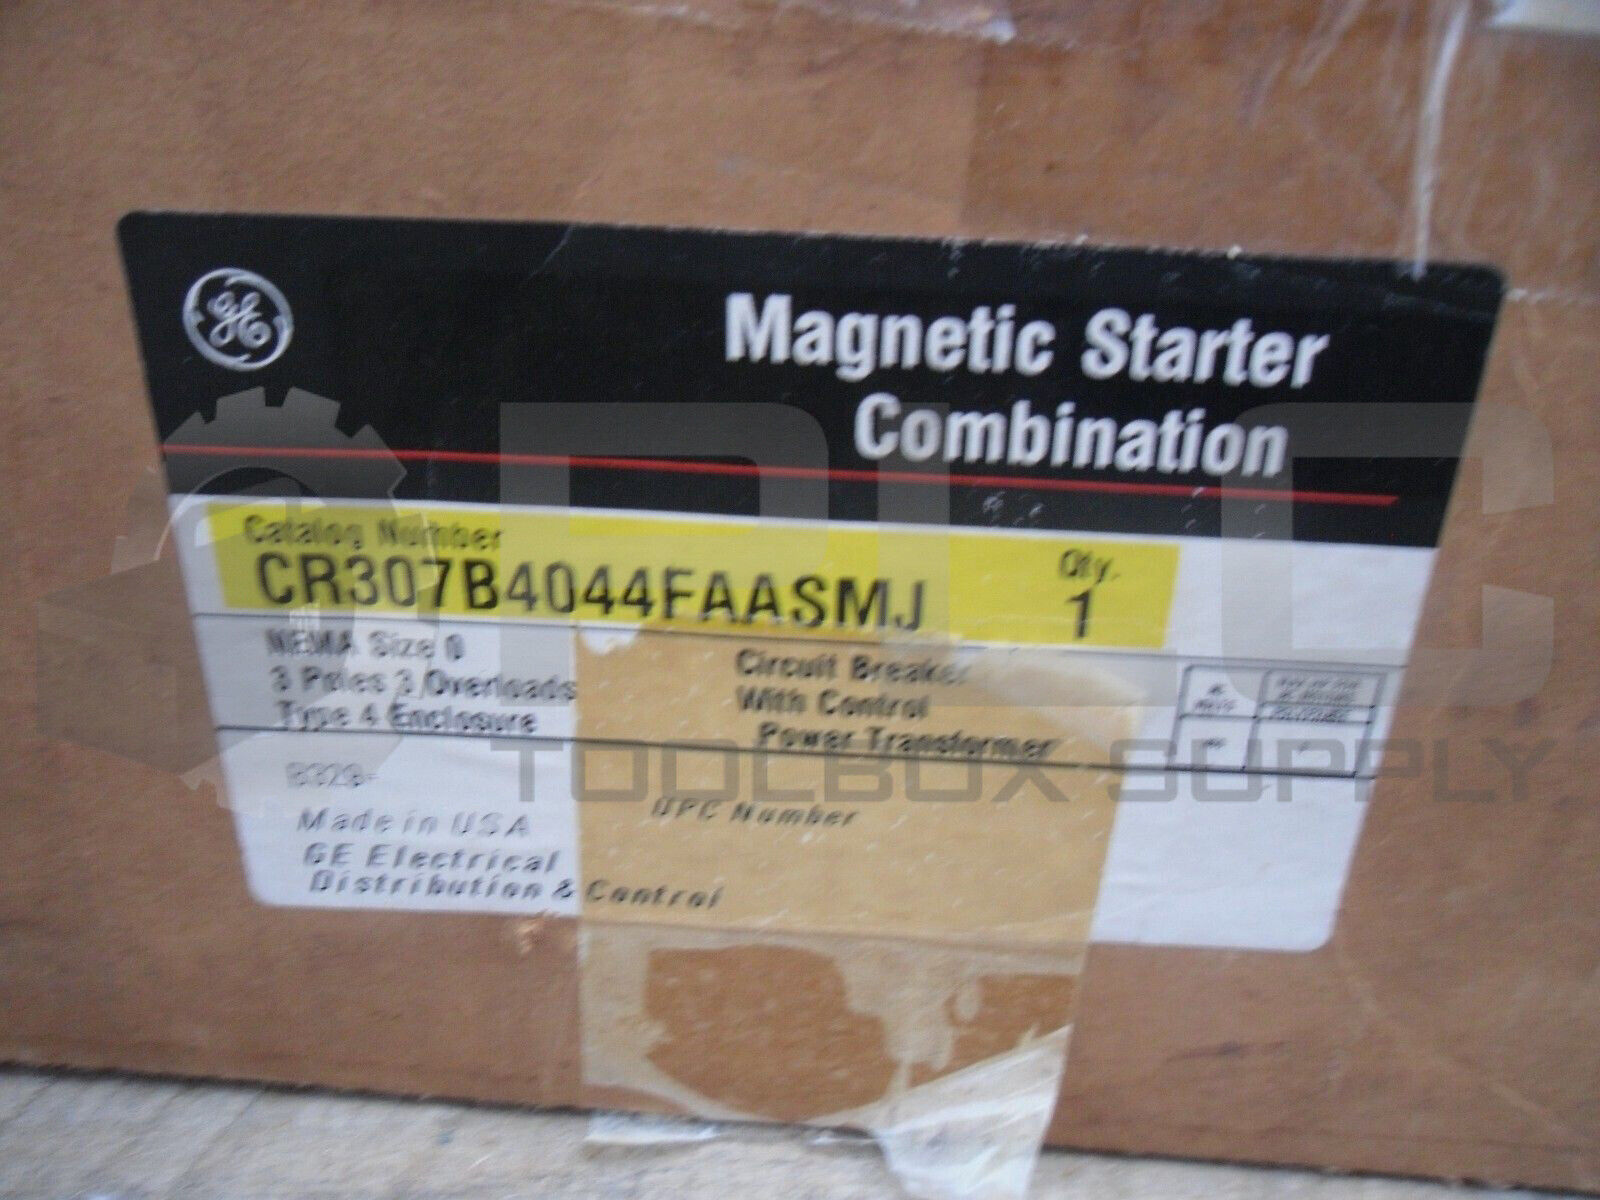 GE
Magnetic Starter
Combination
Catalog Number
CR307B4044FAASMJ
Qty.
1
NEMA Size 0
3 Poles 3 Overloads
Type 4 Enclosure
Circuit Breaker
With Control
Power Transformer
Made in USA
GE Electrical
Distribution & Control
UPC Number
PLC
TOOLBOX SUPPLY